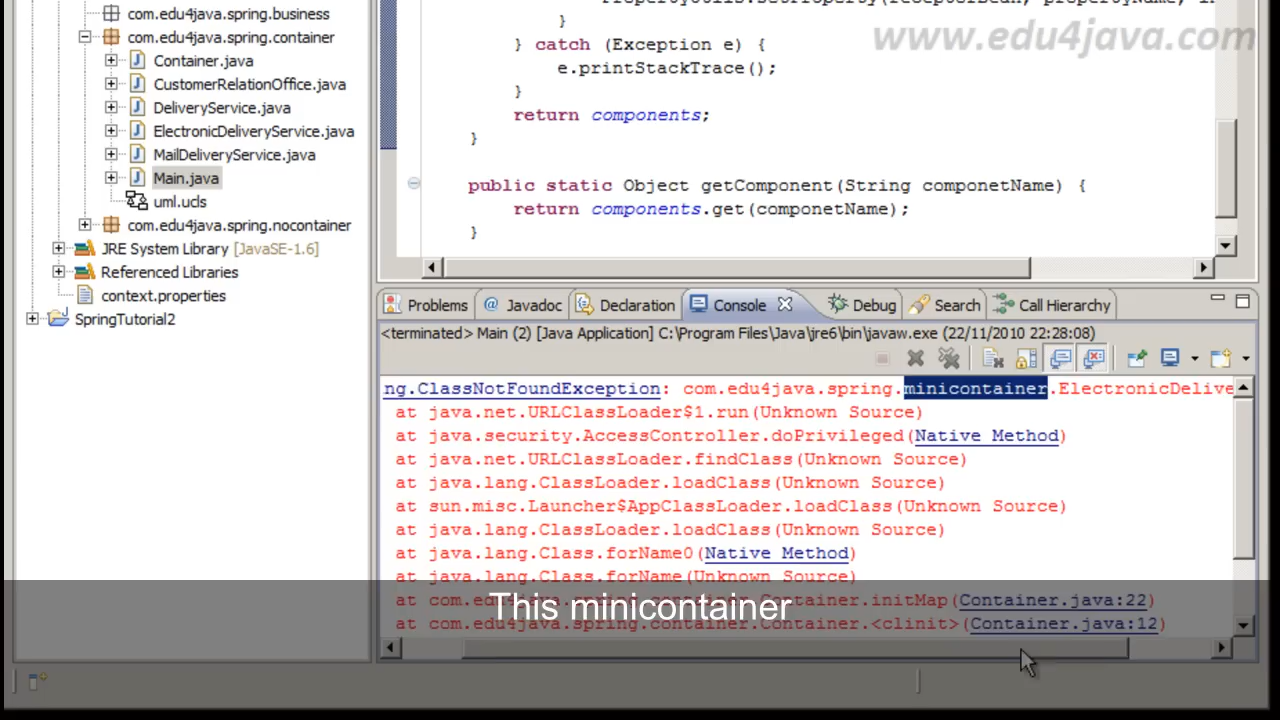 com.edu4java.spring.business
com.edu4java.spring.container
Container.java
CustomerRelationOffice.java
DeliveryService.java
ElectronicDeliveryService.java
MailDeliveryService.java
Main.java
uml.ucls
com.edu4java.spring.nocontainer
JRE System Library [JavaSE-1.6]
Referenced Libraries
context.properties
SpringTutorial2
}
} catch (Exception e) {
e.printStackTrace();
}
return components;
}
public static Object getComponent(String componetName) {
return components.get(componetName);
}
www.edu4java.com
Problems @ Javadoc Declaration Console Debug Search Call Hierarchy
<terminated> Main (2) [Java Application] C:\Program Files\Java\jre6\bin\javaw.exe (22/11/2010 22:28:08)
ng.ClassNotFoundException: com.edu4java.spring.minicontainer.ElectronicDelive
at java.net.URLClassLoader$1.run(Unknown Source)
at java.security.AccessController.doPrivileged(Native Method)
at java.net.URLClassLoader.findClass(Unknown Source)
at java.lang.ClassLoader.loadClass(Unknown Source)
at sun.misc.Launcher$AppClassLoader.loadClass(Unknown Source)
at java.lang.ClassLoader.loadClass(Unknown Source)
at java.lang.Class.forName0(Native Method)
at java.lang.Class.forName(Unknown Source)
at com.edu4java.spring.container.Container.initMap(Container.java:22)
at com.edu4java.spring.container.Container.<clinit>(Container.java:12)
This minicontainer